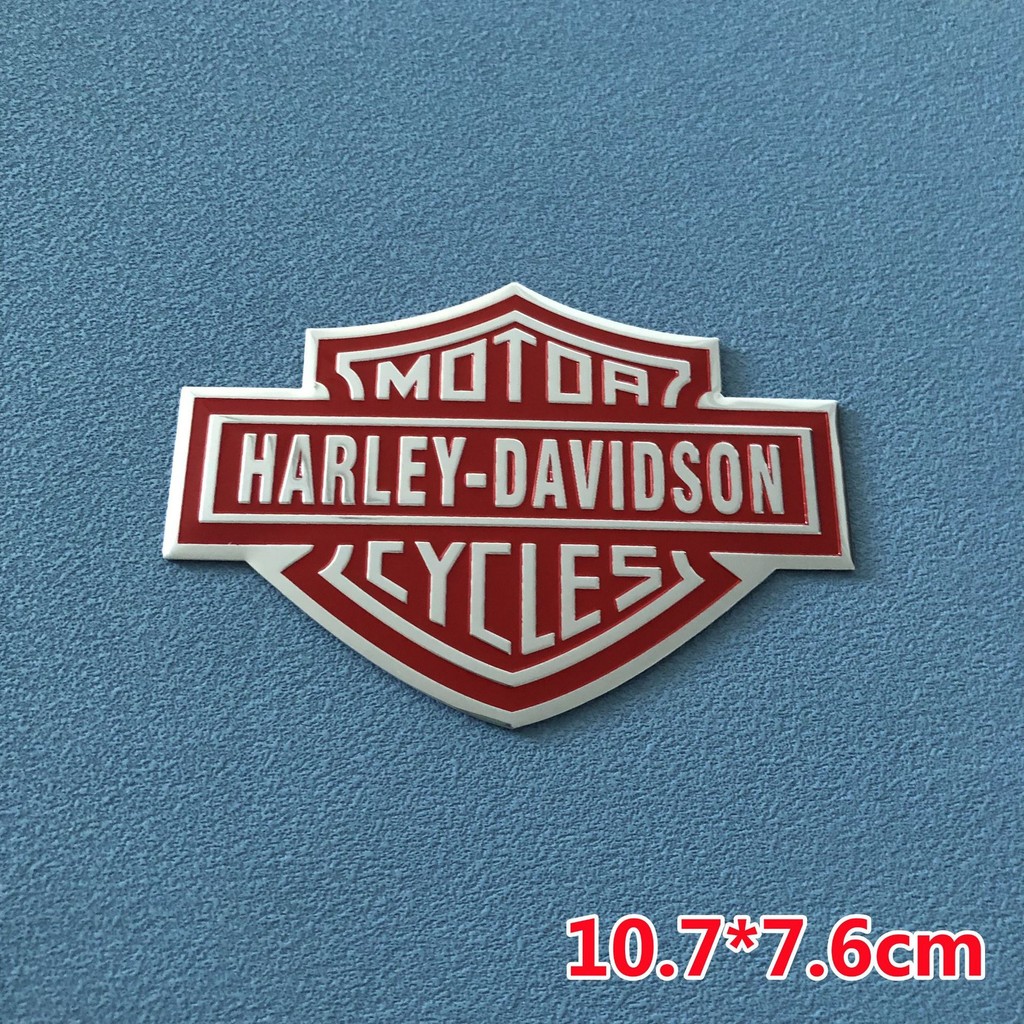 MOTOR
HARLEY-DAVIDSON
CYCLES
10.7*7.6cm